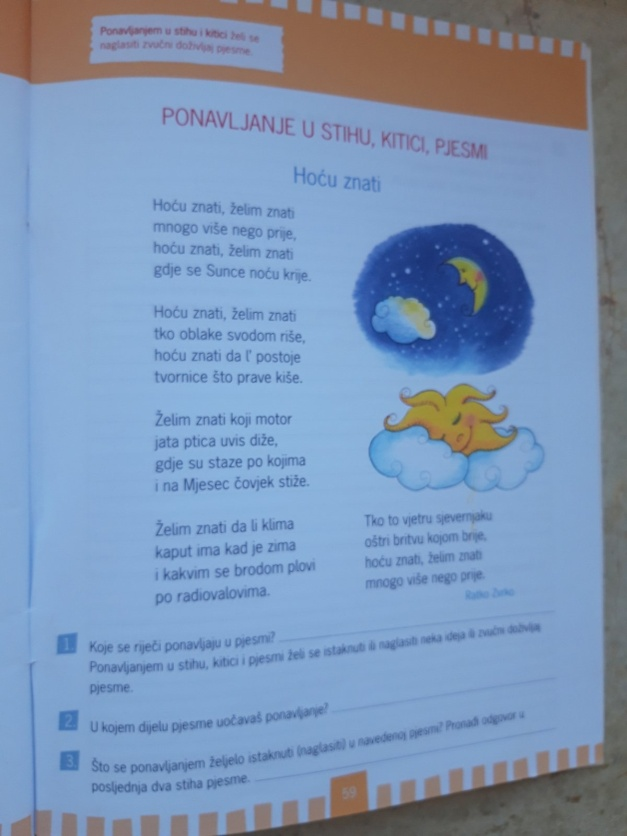 Ponavljanjem u stihu i kitici želi se
naglasiti zvučni doživljaj pjesme.
PONAVLJANJE U STIHU, KITICI, PJESMI
Hoću znati
Hoću znati, želim znati
mnogo više nego prije,
hoću znati, želim znati
gdje se Sunce noću krije.
Hoću znati, želim znati
tko oblake svodom riše,
hoću znati da l' postoje
tvornice što prave kiše.
Želim znati koji motor
jata ptica uvis diže,
gdje su staze po kojima
i na Mjesec čovjek stiže.
Želim znati da li klima
kaput ima kad je zima
i kakvim se brodom plovi
po radiovalovima.
Tko to vjetru sjevernjaku
oštri britvu kojom brije,
hoću znati, želim znati
mnogo više nego prije.
Ratko Zvrko
1. Koje se riječi ponavljaju u pjesmi?
Ponavljanjem u stihu, kitici i pjesmi želi se istaknuti ili naglasiti neka ideja ili zvučni doživljaj
pjesme.
2. U kojem dijelu pjesme uočavaš ponavljanje?
3. Što se ponavljanjem željelo istaknuti (naglasiti) u navedenoj pjesmi? Pronađi odgovor u
posljednja dva stiha pjesme.
59